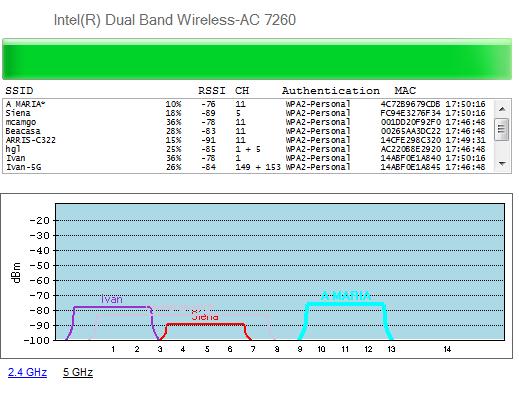 Intel(R) Dual Band Wireless-AC 7260
SSID RSSI CH Authentication MAC
A MARIA* 10% -76 11 WPA2-Personal 4C72B9679CDB 17:50:16
Siena 18% -89 5 WPA2-Personal FC94E3276F34 17:50:16
mcamgo 36% -78 11 WPA2-Personal 001DD20F92F0 17:46:48
Beacasa 28% -83 11 WPA2-Personal 00265AA3DC22 17:46:48
ARRIS-C322 15% -91 11 WPA2-Personal 14CFE298C320 17:49:31
hgl 25% -85 1 + 5 WPA2-Personal AC220B8E2920 17:46:48
Ivan 36% -78 1 WPA2-Personal 14ABF0E1A840 17:50:16
Ivan-5G 26% -84 149 + 153 WPA2-Personal 14ABF0E1A845 17:46:48
-20
-30
-40
-50
-60
-70
-80
-90
-100
dBm
Ivan
Siena
A MARIA
1 2 3 4 5 6 7 8 9 10 11 12 13 14
2.4 GHz 5 GHz